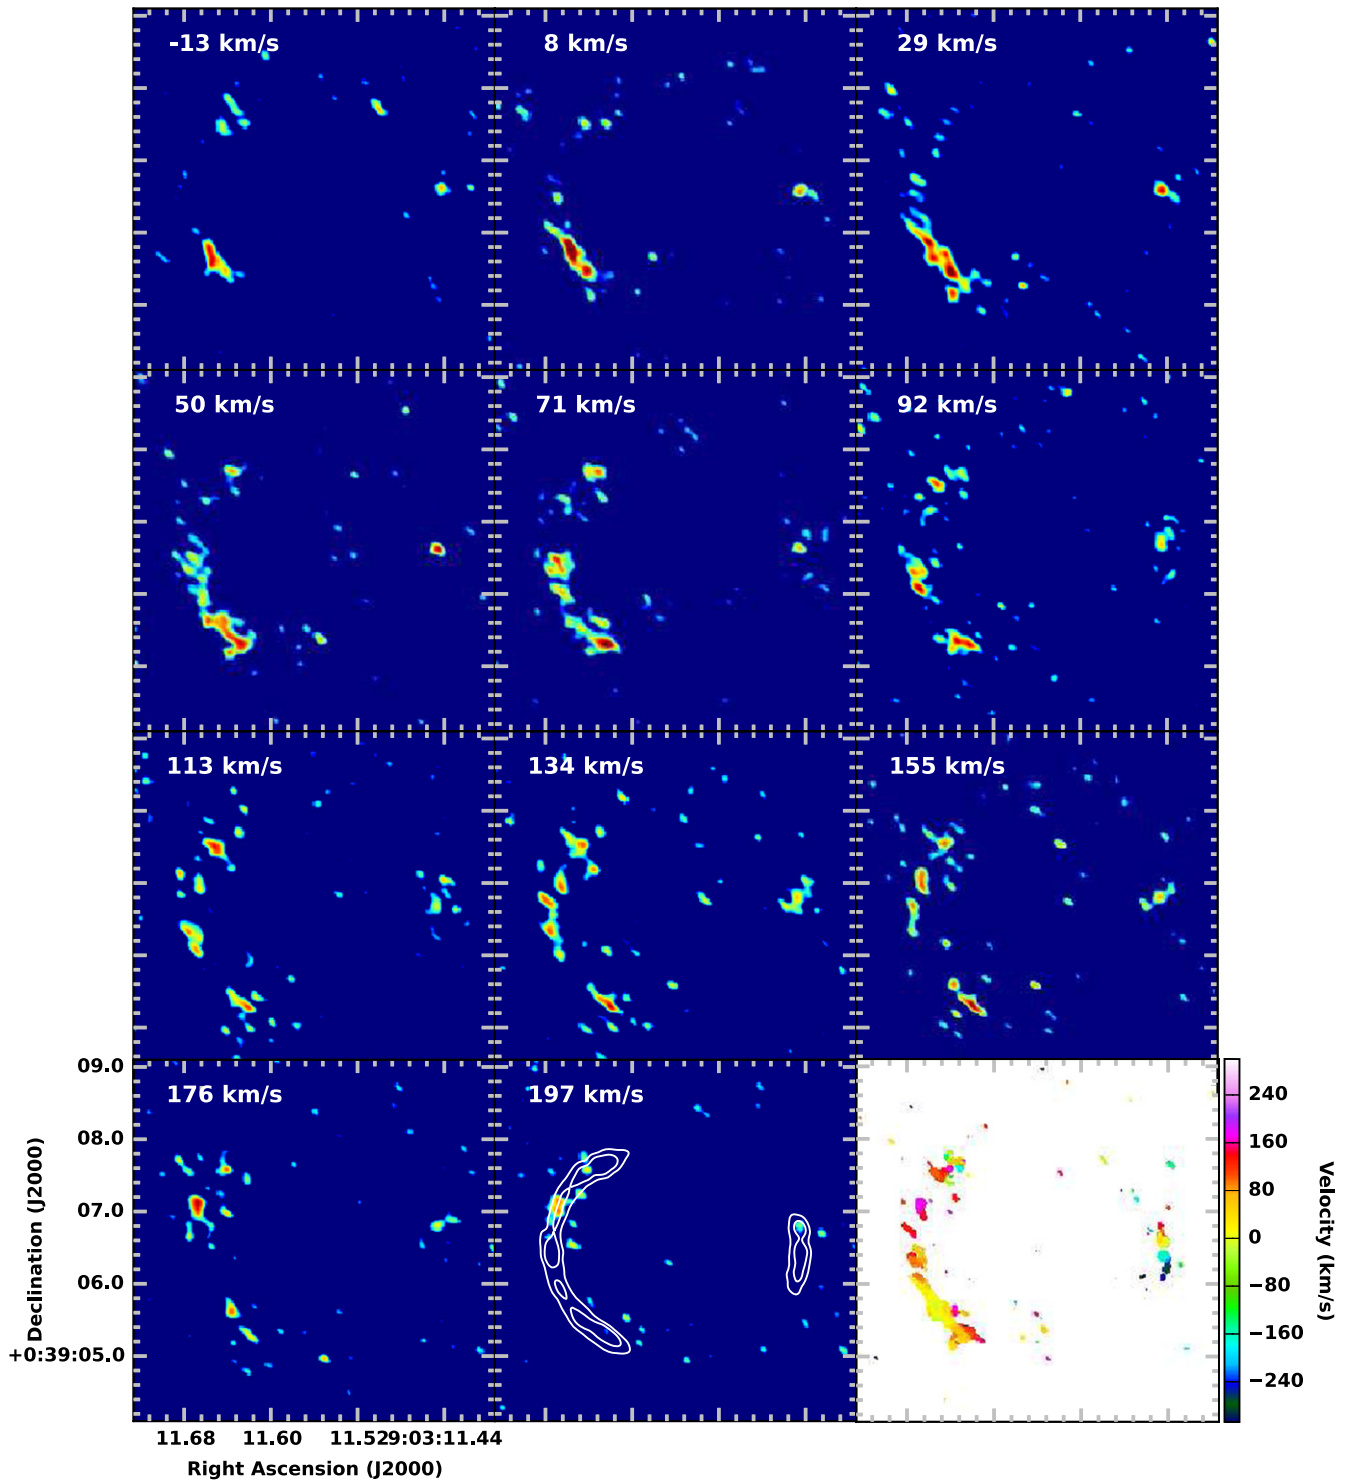 -13 km/s
8 km/s
29 km/s
50 km/s
71 km/s
92 km/s
113 km/s
134 km/s
155 km/s
176 km/s
197 km/s
09.0
08.0
07.0
06.0
+0:39:05.0
Declination (J2000)
11.68
11.60
11.529:03:11.44
Right Ascension (J2000)
240
160
80
0
−80
−160
−240
Velocity (km/s)